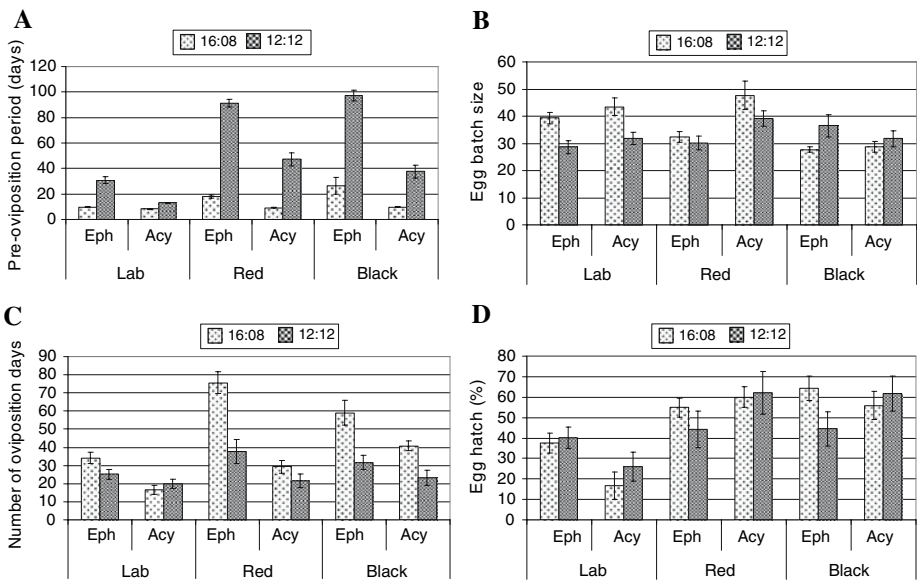 A
16:08 12:12
Pre-oviposition period (days)
120
100
80
60
40
20
0
Eph Acy Eph Acy Eph Acy
Lab Red Black
B
16:08 12:12
Egg batch size
60
50
40
30
20
10
0
Eph Acy Eph Acy Eph Acy
Lab Red Black
C
16:08 12:12
Number of oviposition days
90
80
70
60
50
40
30
20
10
0
Eph Acy Eph Acy Eph Acy
Lab Red Black
D
16:08 12:12
Egg hatch (%)
80
70
60
50
40
30
20
10
0
Eph Acy Eph Acy Eph Acy
Lab Red Black